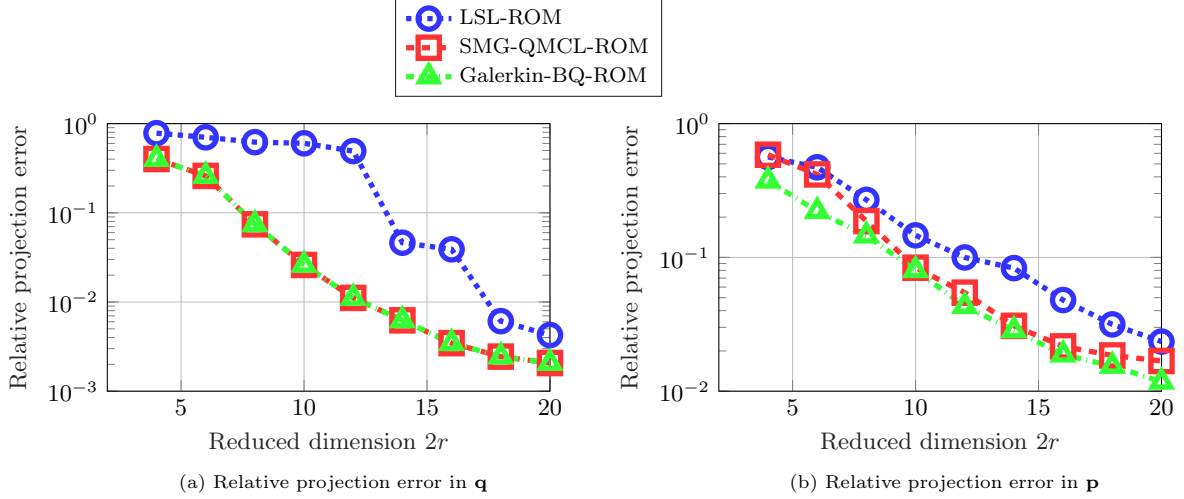 LSL-ROM
SMG-QMCL-ROM
Galerkin-BQ-ROM
Relative projection error
10^0
10^−1
10^−2
10^−3
5
10
15
20
Reduced dimension 2r
(a) Relative projection error in q
Relative projection error
10^0
10^−1
10^−2
5
10
15
20
Reduced dimension 2r
(b) Relative projection error in p